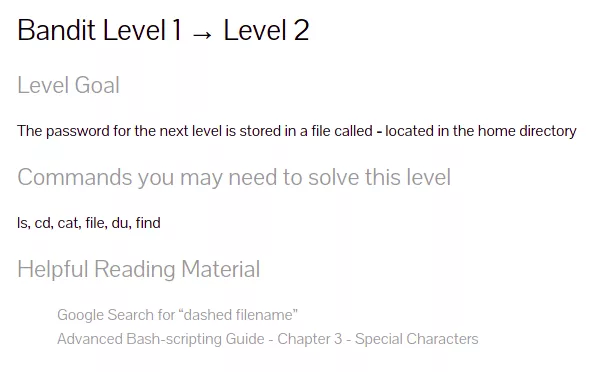 Bandit Level 1 → Level 2
Level Goal
The password for the next level is stored in a file called - located in the home directory
Commands you may need to solve this level
ls, cd, cat, file, du, find
Helpful Reading Material
Google Search for “dashed filename”
Advanced Bash-scripting Guide - Chapter 3 - Special Characters